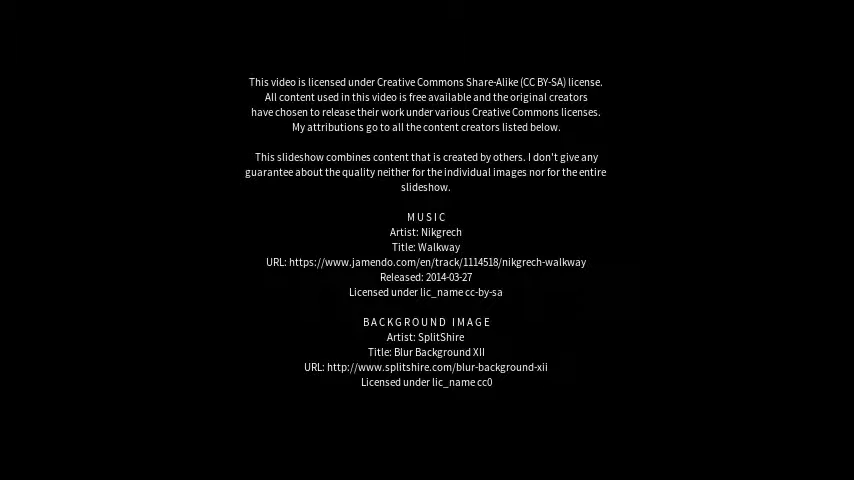 This video is licensed under Creative Commons Share-Alike (CC BY-SA) license.
All content used in this video is free available and the original creators
have chosen to release their work under various Creative Commons licenses.
My attributions go to all the content creators listed below.
This slideshow combines content that is created by others. I don't give any
guarantee about the quality neither for the individual images nor for the entire
slideshow.
M U S I C
Artist: Nikgrech
Title: Walkway
URL: https://www.jamendo.com/en/track/1114518/nikgrech-walkway
Released: 2014-03-27
Licensed under lic_name cc-by-sa
B A C K G R O U N D   I M A G E
Artist: SplitShire
Title: Blur Background XII
URL: http://www.splitshire.com/blur-background-xii
Licensed under lic_name cc0